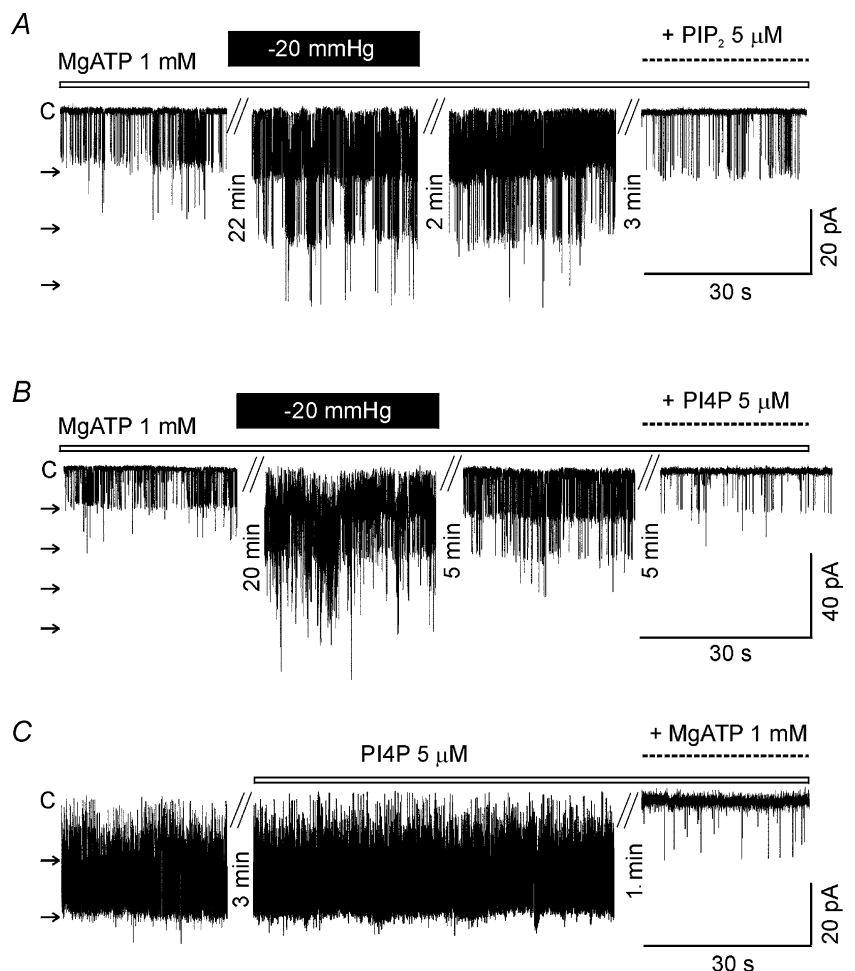 A
-20 mmHg
+ PIP₂ 5 μM
MgATP 1 mM
C
22 min
2 min
3 min
20 pA
30 s
B
-20 mmHg
+ PI4P 5 μM
MgATP 1 mM
C
20 min
5 min
5 min
40 pA
30 s
C
PI4P 5 μM
+ MgATP 1 mM
C
3 min
1. min
20 pA
30 s